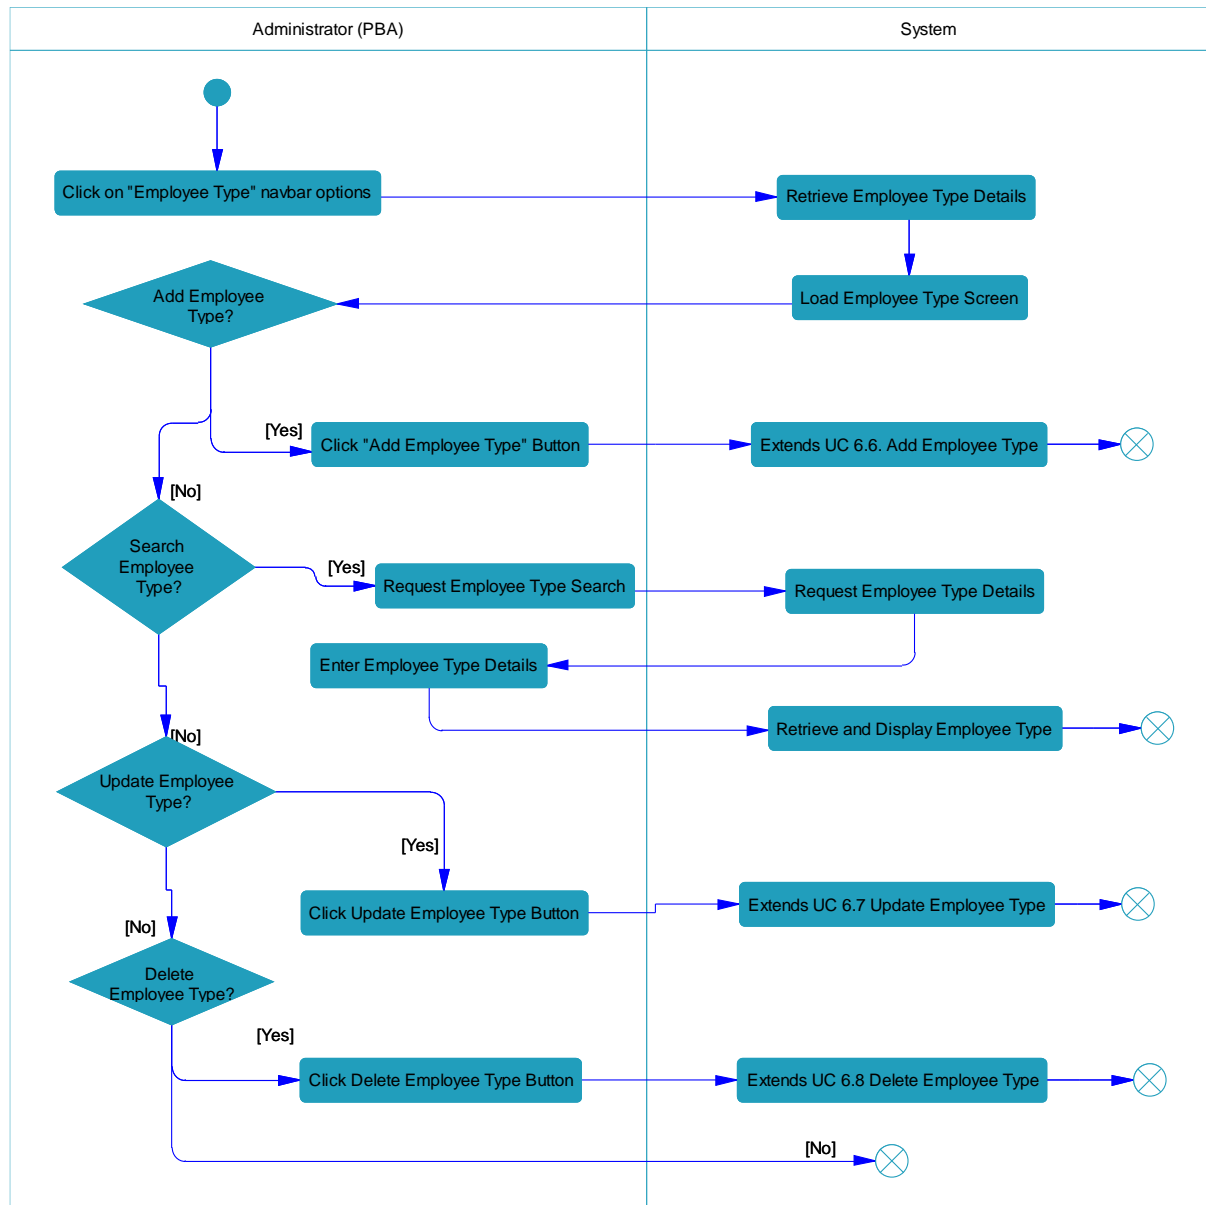 Administrator (PBA)
System
Click on "Employee Type" navbar options
Retrieve Employee Type Details
Load Employee Type Screen
Add Employee
Type?
[Yes]
Click "Add Employee Type" Button
Extends UC 6.6. Add Employee Type
[No]
Search
Employee
Type?
[Yes]
Request Employee Type Search
Request Employee Type Details
Enter Employee Type Details
Retrieve and Display Employee Type
[No]
Update Employee
Type?
[Yes]
Click Update Employee Type Button
Extends UC 6.7 Update Employee Type
[No]
Delete
Employee Type?
[Yes]
Click Delete Employee Type Button
Extends UC 6.8 Delete Employee Type
[No]